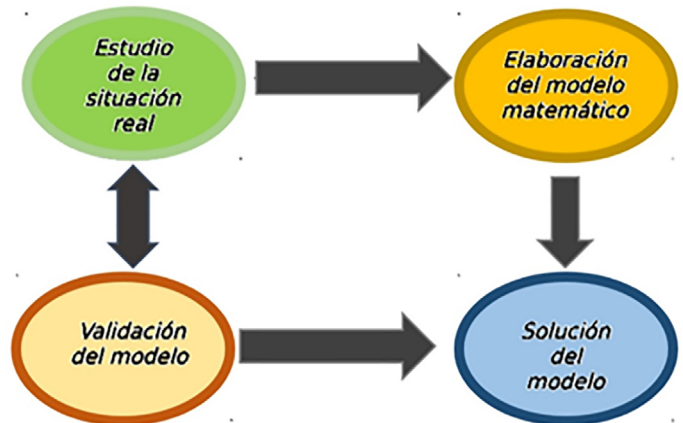 Estudio
de la
situación
real
Elaboración
del modelo
matemático
Validación
del modelo
Solución
del
modelo